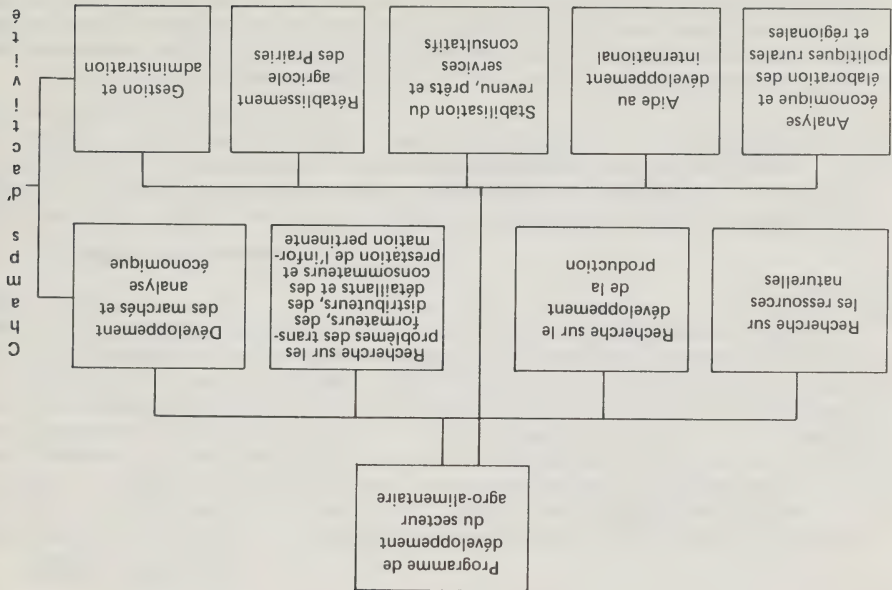 Programme de
développement
du secteur
agro-alimentaire
Recherche sur
les ressources
naturelles
Recherche sur le
développement
de la
production
Recherche sur les
problèmes des trans-
formateurs, des
distributeurs, des
détaillants et des
consommateurs et
prestation de l'infor-
mation pertinente
Développement
des marchés et
analyse
économique
Analyse
économique et
élaboration des
politiques rurales
et régionales
Aide au
développement
international
Stabilisation du
revenu, prêts et
services
consultatifs
Rétablissement
agricole
des Prairies
Gestion et
administration
Champs d'activité